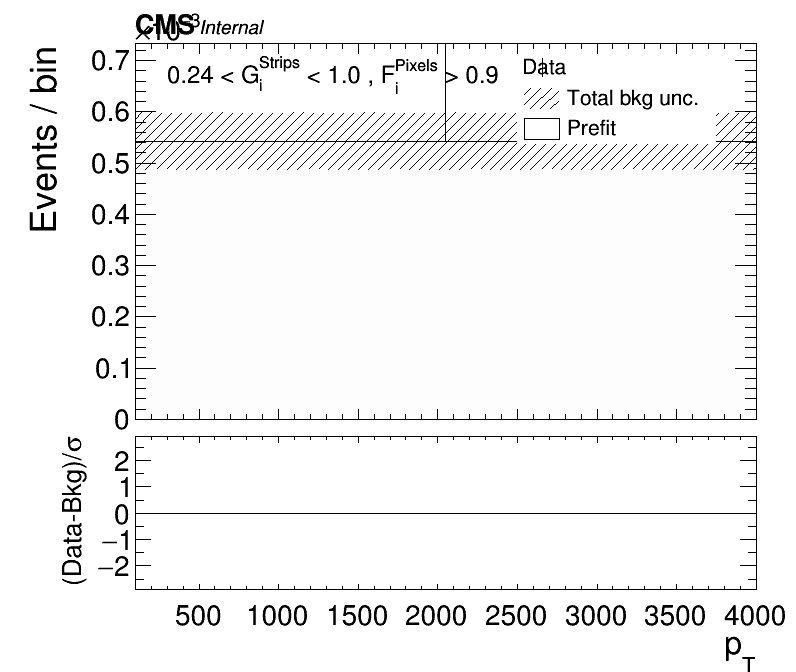 CMS Internal
×10⁻³
0.24 < G_i^Strips < 1.0 , F_i^Pixels > 0.9
Data
Total bkg unc.
Prefit
Events / bin
0.7
0.6
0.5
0.4
0.3
0.2
0.1
0
(Data-Bkg)/σ
2
1
0
−1
−2
500 1000 1500 2000 2500 3000 3500 4000
p_T